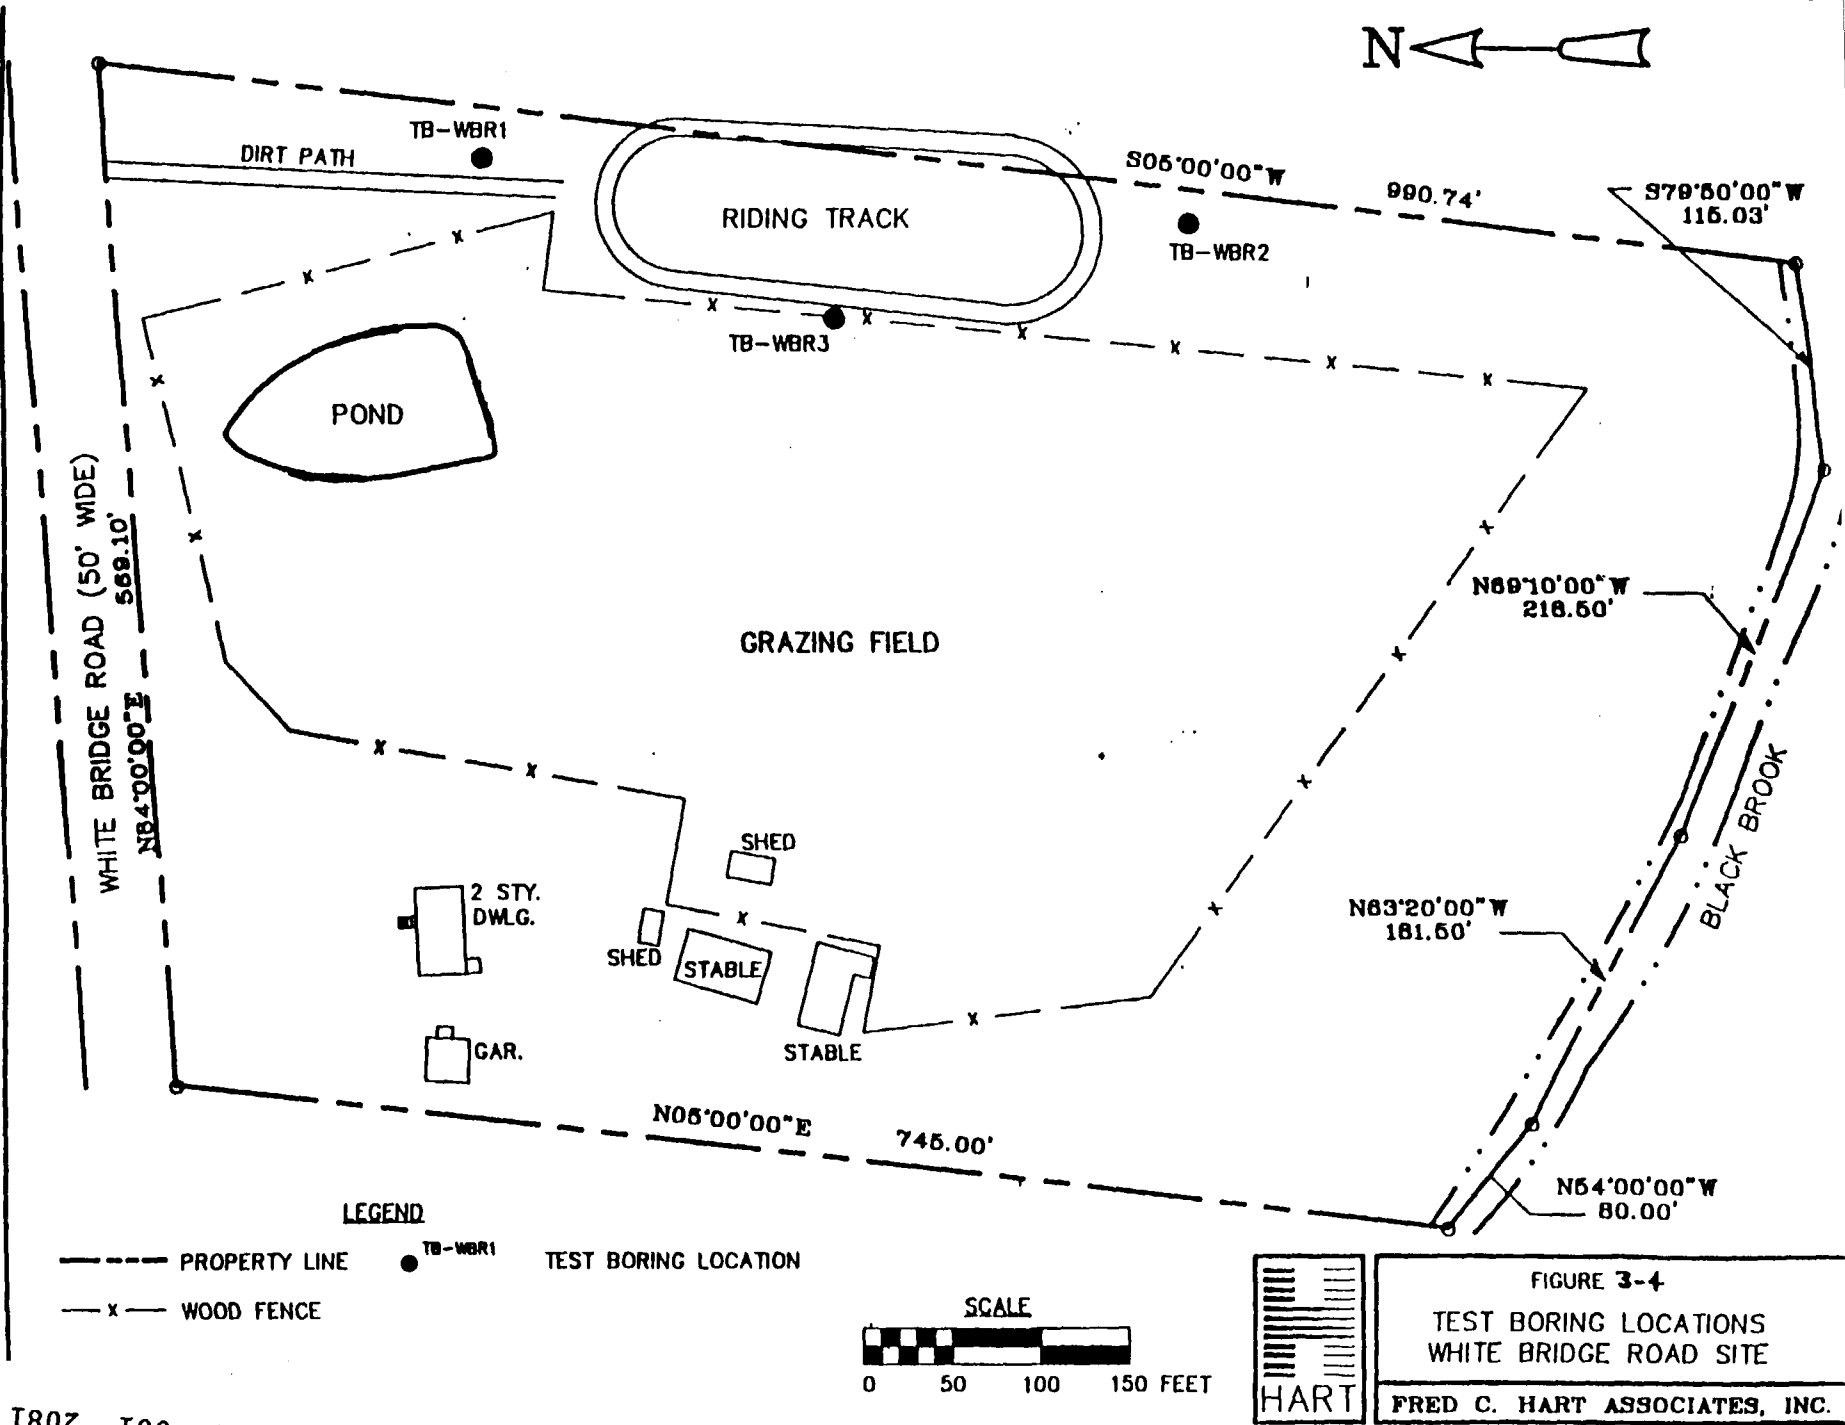 N
TB-WBR1
DIRT PATH
RIDING TRACK
S05°00'00"W
990.74'
S79°50'00"W
115.03'
TB-WBR2
TB-WBR3
POND
WHITE BRIDGE ROAD (50' WIDE)
N84°00'00"E
569.10'
GRAZING FIELD
N69°10'00"W
216.50'
BLACK BROOK
SHED
2 STY.
DWLG.
SHED
STABLE
STABLE
GAR.
N63°20'00"W
161.50'
N05°00'00"E
745.00'
N54°00'00"W
80.00'
LEGEND
PROPERTY LINE
TB-WBR1
TEST BORING LOCATION
X
WOOD FENCE
SCALE
0 50 100 150 FEET
HART
FIGURE 3-4
TEST BORING LOCATIONS
WHITE BRIDGE ROAD SITE
FRED C. HART ASSOCIATES, INC.